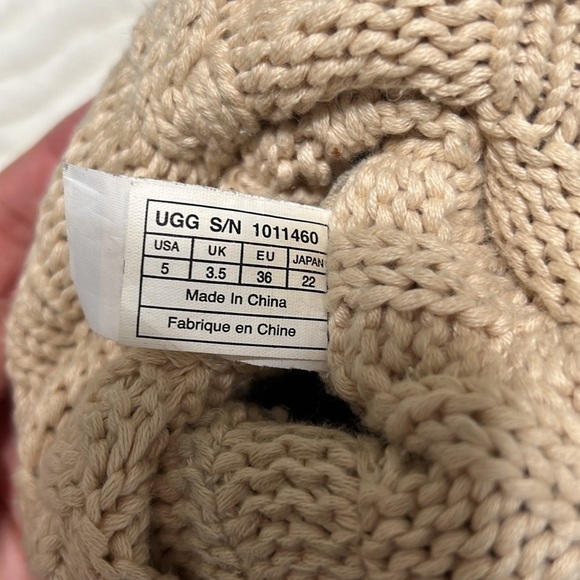 UGG S/N 1011460
USA UK EU JAPAN
5 3.5 36 22
Made In China
Fabrique en Chine